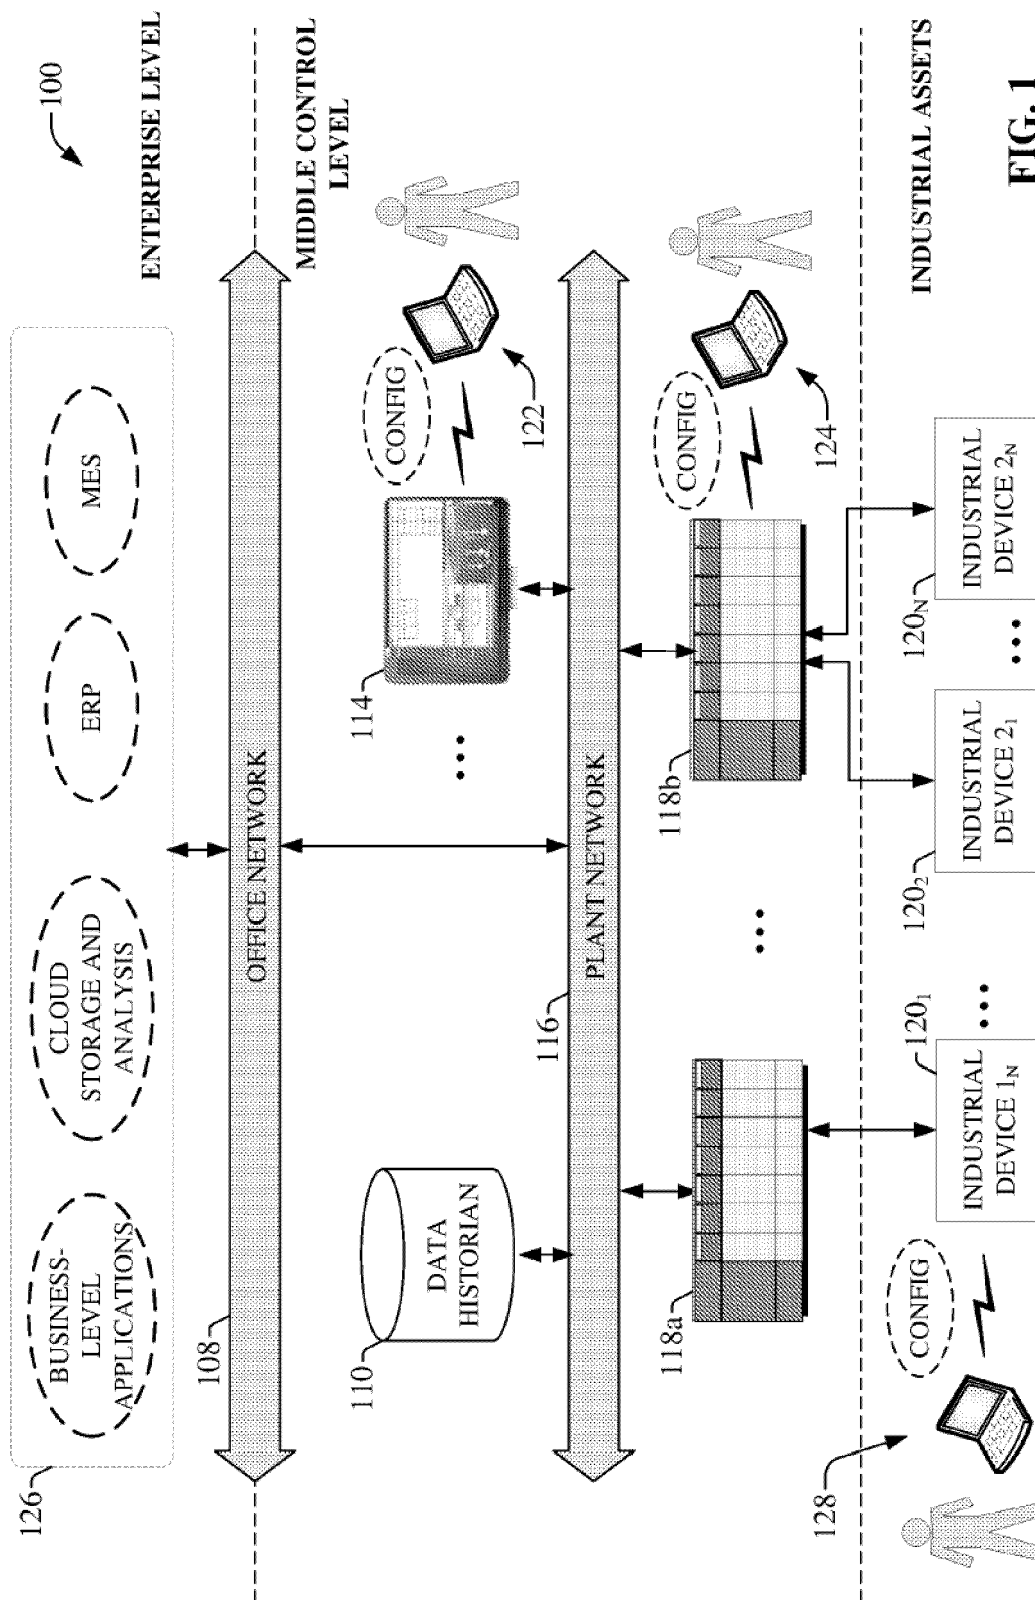 100
126
BUSINESS-
LEVEL
APPLICATIONS
CLOUD
STORAGE AND
ANALYSIS
ERP
MES
ENTERPRISE LEVEL
108
OFFICE NETWORK
MIDDLE CONTROL
LEVEL
110
DATA
HISTORIAN
114
CONFIG
122
116
PLANT NETWORK
118a
118b
CONFIG
124
128
CONFIG
INDUSTRIAL ASSETS
120₁
INDUSTRIAL
DEVICE 1N
120₂
INDUSTRIAL
DEVICE 2₁
120N
INDUSTRIAL
DEVICE 2N
FIG. 1